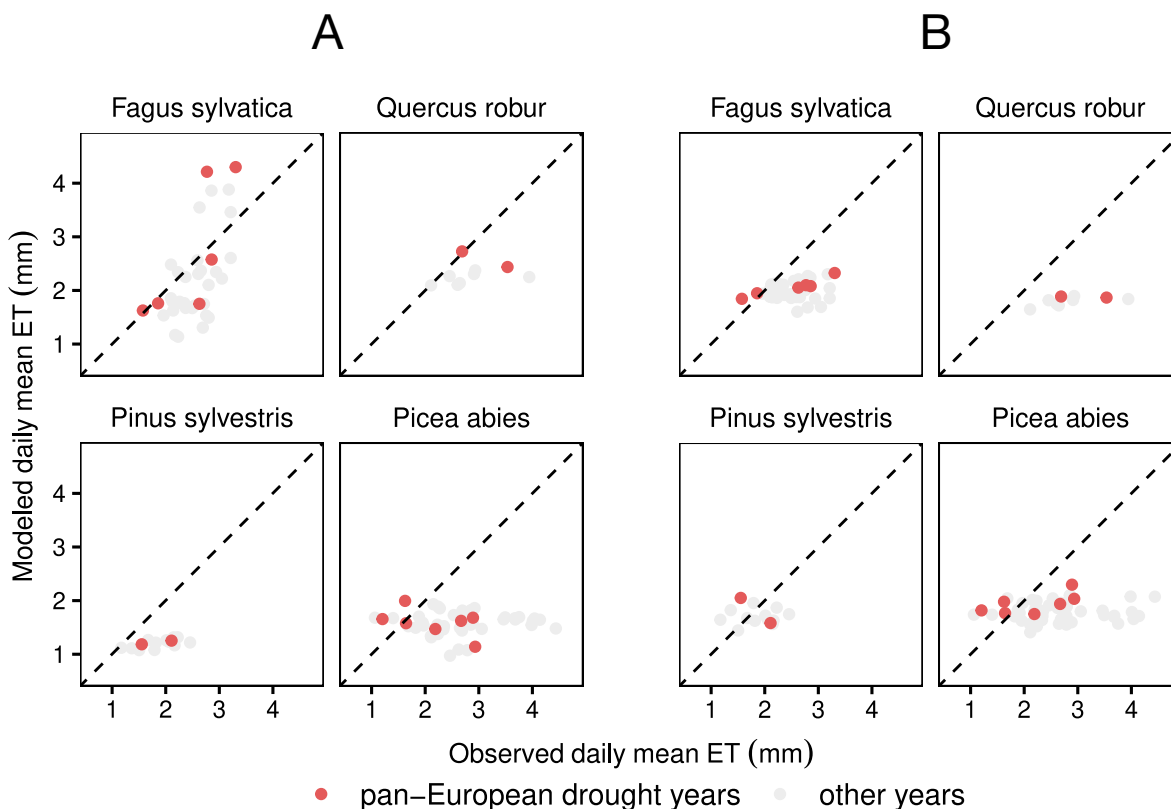 A
B
Fagus sylvatica
Quercus robur
Fagus sylvatica
Quercus robur
4
3
2
1
Pinus sylvestris
Picea abies
Pinus sylvestris
Picea abies
4
3
2
1
Modeled daily mean ET (mm)
1 2 3 4
1 2 3 4
1 2 3 4
1 2 3 4
Observed daily mean ET (mm)
pan−European drought years
other years